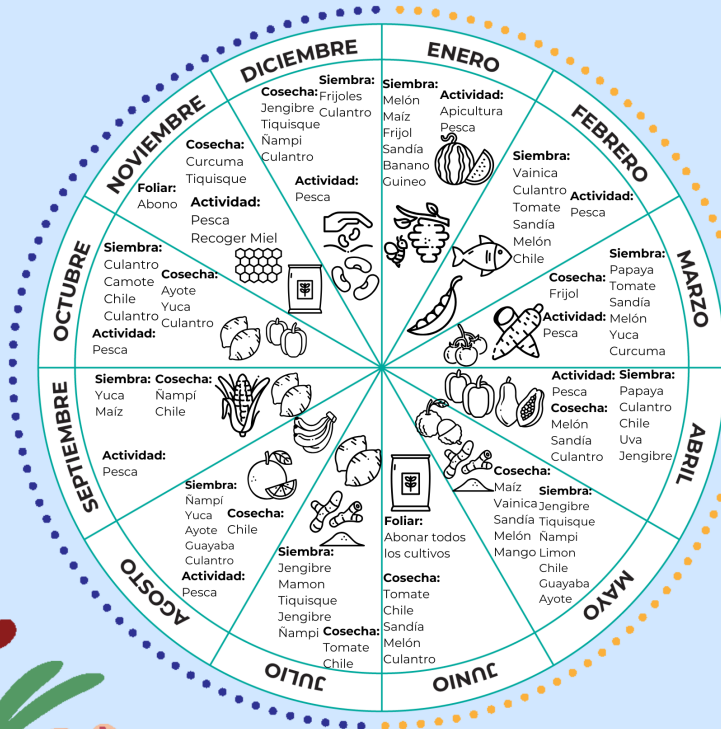 ENERO
Siembra:
Melón
Maíz
Frijol
Sandía
Banano
Guineo
Actividad:
Apicultura
Pesca
FEBRERO
Siembra:
Vainica
Culantro
Tomate
Sandía
Melón
Chile
Actividad:
Pesca
MARZO
Siembra:
Papaya
Tomate
Sandía
Melón
Yuca
Curcuma
Cosecha:
Frijol
Actividad:
Pesca
ABRIL
Actividad:
Pesca
Cosecha:
Melón
Sandía
Culantro
Siembra:
Papaya
Culantro
Chile
Uva
Jengibre
MAYO
Cosecha:
Maíz
Vainica
Sandía
Melón
Mango
Siembra:
Jengibre
Tiquisque
Ñampi
Limon
Chile
Guayaba
Ayote
JUNIO
Foliar:
Abonar todos
los cultivos
Cosecha:
Tomate
Chile
Sandía
Melón
Culantro
JULIO
Siembra:
Jengibre
Mamon
Tiquisque
Jengibre
Ñampi
Cosecha:
Tomate
Chile
AGOSTO
Siembra:
Ñampí
Yuca
Ayote
Guayaba
Culantro
Cosecha:
Chile
Actividad:
Pesca
SEPTIEMBRE
Siembra:
Yuca
Maíz
Cosecha:
Ñampí
Chile
Actividad:
Pesca
OCTUBRE
Siembra:
Culantro
Camote
Chile
Culantro
Cosecha:
Ayote
Yuca
Culantro
Actividad:
Pesca
NOVIEMBRE
Cosecha:
Curcuma
Tiquisque
Foliar:
Abono
Actividad:
Pesca
Recoger Miel
DICIEMBRE
Cosecha:
Jengibre
Tiquisque
Ñampi
Culantro
Siembra:
Frijoles
Culantro
Actividad:
Pesca